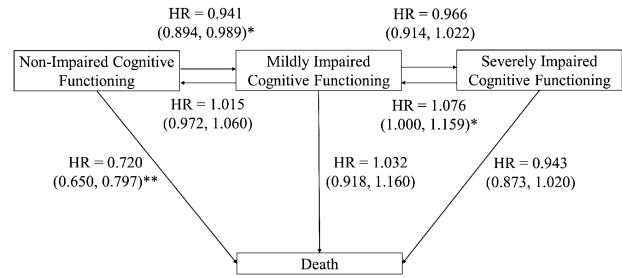 HR = 0.941
(0.894, 0.989)*
HR = 0.966
(0.914, 1.022)
Non-Impaired Cognitive
Functioning
Mildly Impaired
Cognitive Functioning
Severely Impaired
Cognitive Functioning
HR = 1.015
(0.972, 1.060)
HR = 1.076
(1.000, 1.159)*
HR = 0.720
(0.650, 0.797)**
HR = 1.032
(0.918, 1.160)
HR = 0.943
(0.873, 1.020)
Death